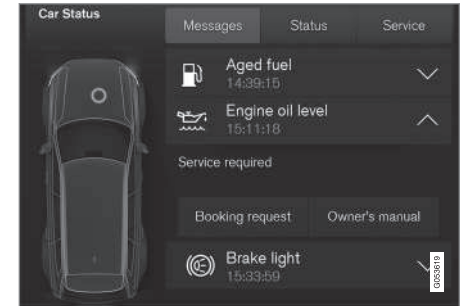 Car Status
Messages Status Service
Aged fuel
14:39:15
Engine oil level
15:11:18
Service required
Booking request Owner's manual
Brake light
15:33:59
G053619